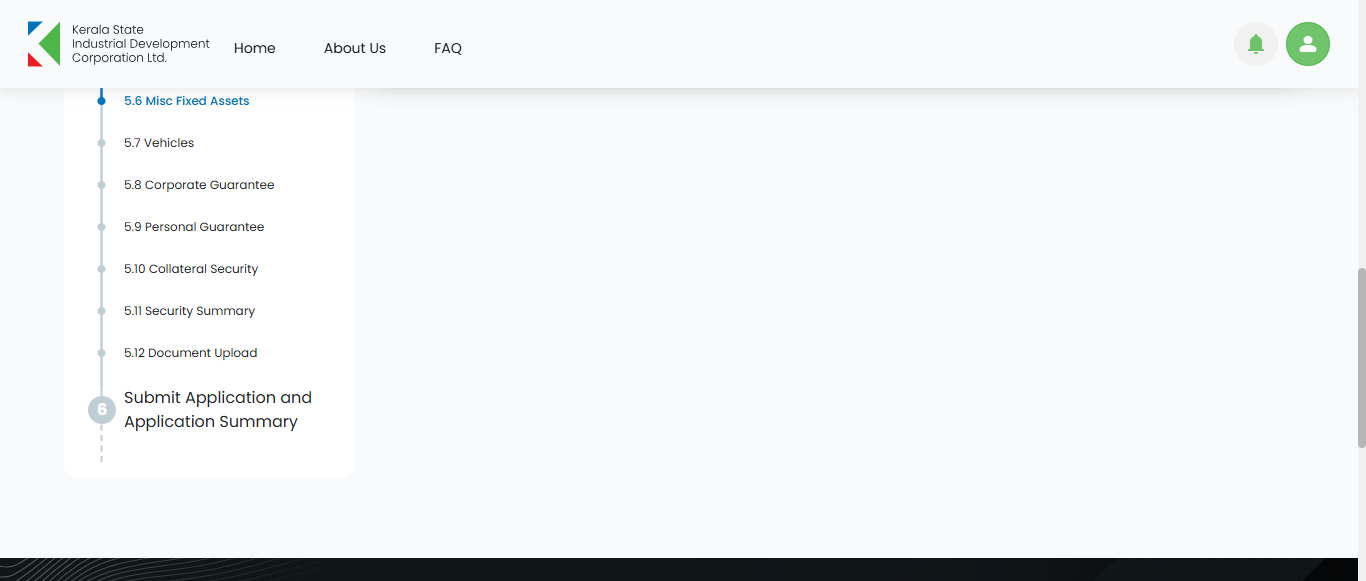 Kerala State
Industrial Development
Corporation Ltd.
Home
About Us
FAQ
5.6 Misc Fixed Assets
5.7 Vehicles
5.8 Corporate Guarantee
5.9 Personal Guarantee
5.10 Collateral Security
5.11 Security Summary
5.12 Document Upload
6
Submit Application and
Application Summary